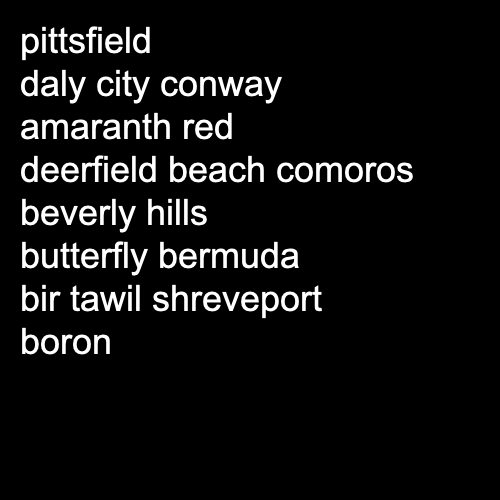 pittsfield
daly city conway
amaranth red
deerfield beach comoros
beverly hills
butterfly bermuda
bir tawil shreveport
boron